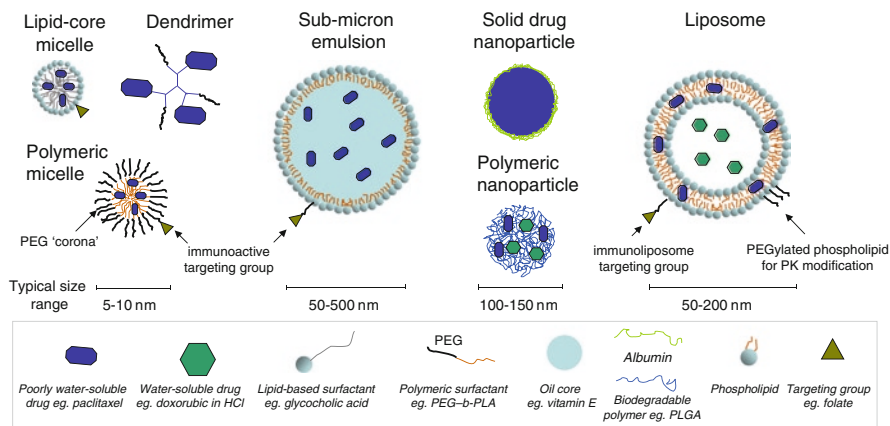 Lipid-core
micelle
Dendrimer
Sub-micron
emulsion
Solid drug
nanoparticle
Liposome
Polymeric
micelle
Polymeric
nanoparticle
PEG ‘corona’
immunoactive
targeting group
immunoliposome
targeting group
PEGylated phospholipid
for PK modification
Typical size
range
5-10 nm
50-500 nm
100-150 nm
50-200 nm
PEG
Albumin
Poorly water-soluble
drug eg. paclitaxel
Water-soluble drug
eg. doxorubic in HCl
Lipid-based surfactant
eg. glycocholic acid
Polymeric surfactant
eg. PEG–b-PLA
Oil core
eg. vitamin E
Biodegradable
polymer eg. PLGA
Phospholipid
Targeting group
eg. folate